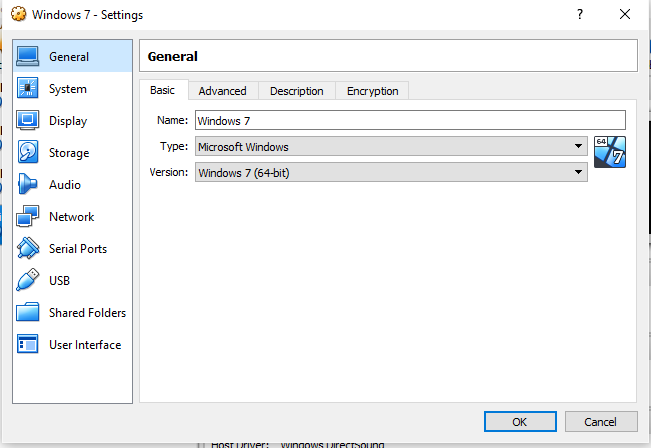 Windows 7 - Settings
?
General
System
Display
Storage
Audio
Network
Serial Ports
USB
Shared Folders
User Interface
General
Basic Advanced Description Encryption
Name: Windows 7
Type: Microsoft Windows
64
7
Version: Windows 7 (64-bit)
OK Cancel
Host Driver: Windows DirectSound